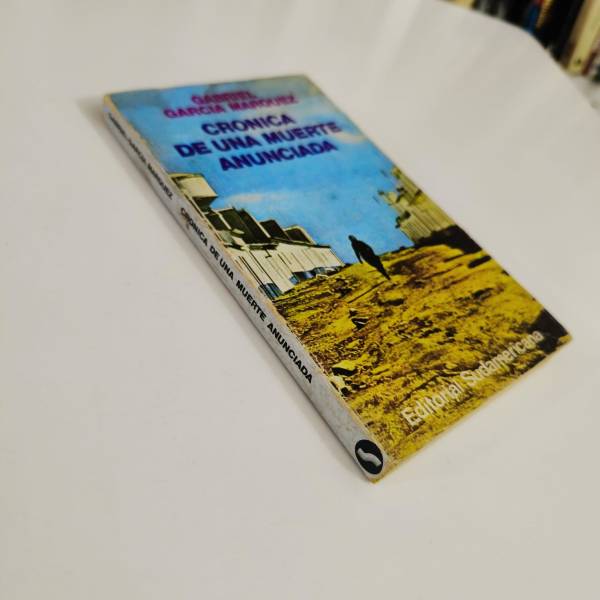 GABRIEL
GARCIA MARQUEZ
CRONICA
DE UNA MUERTE
ANUNCIADA
Editorial Sudamericana
GABRIEL GARCIA MARQUEZ CRONICA DE UNA MUERTE ANUNCIADA